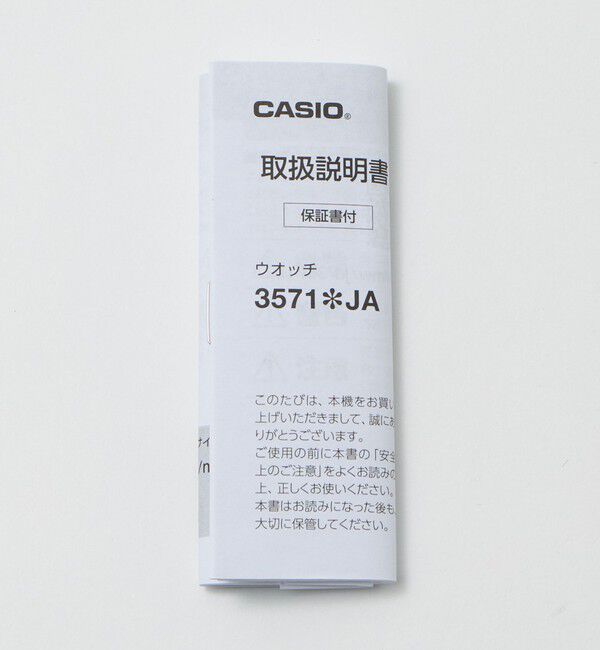 CASIO®
取扱説明書
保証書付
ウオッチ
3571✽JA
このたびは、本機をお買い
上げいただきまして、誠にあ
りがとうございます。
ご使用の前に本書の「安全
上のご注意」をよくお読みの
上、正しくお使いください。
本書はお読みになった後も、
大切に保管してください。
サイ
/n